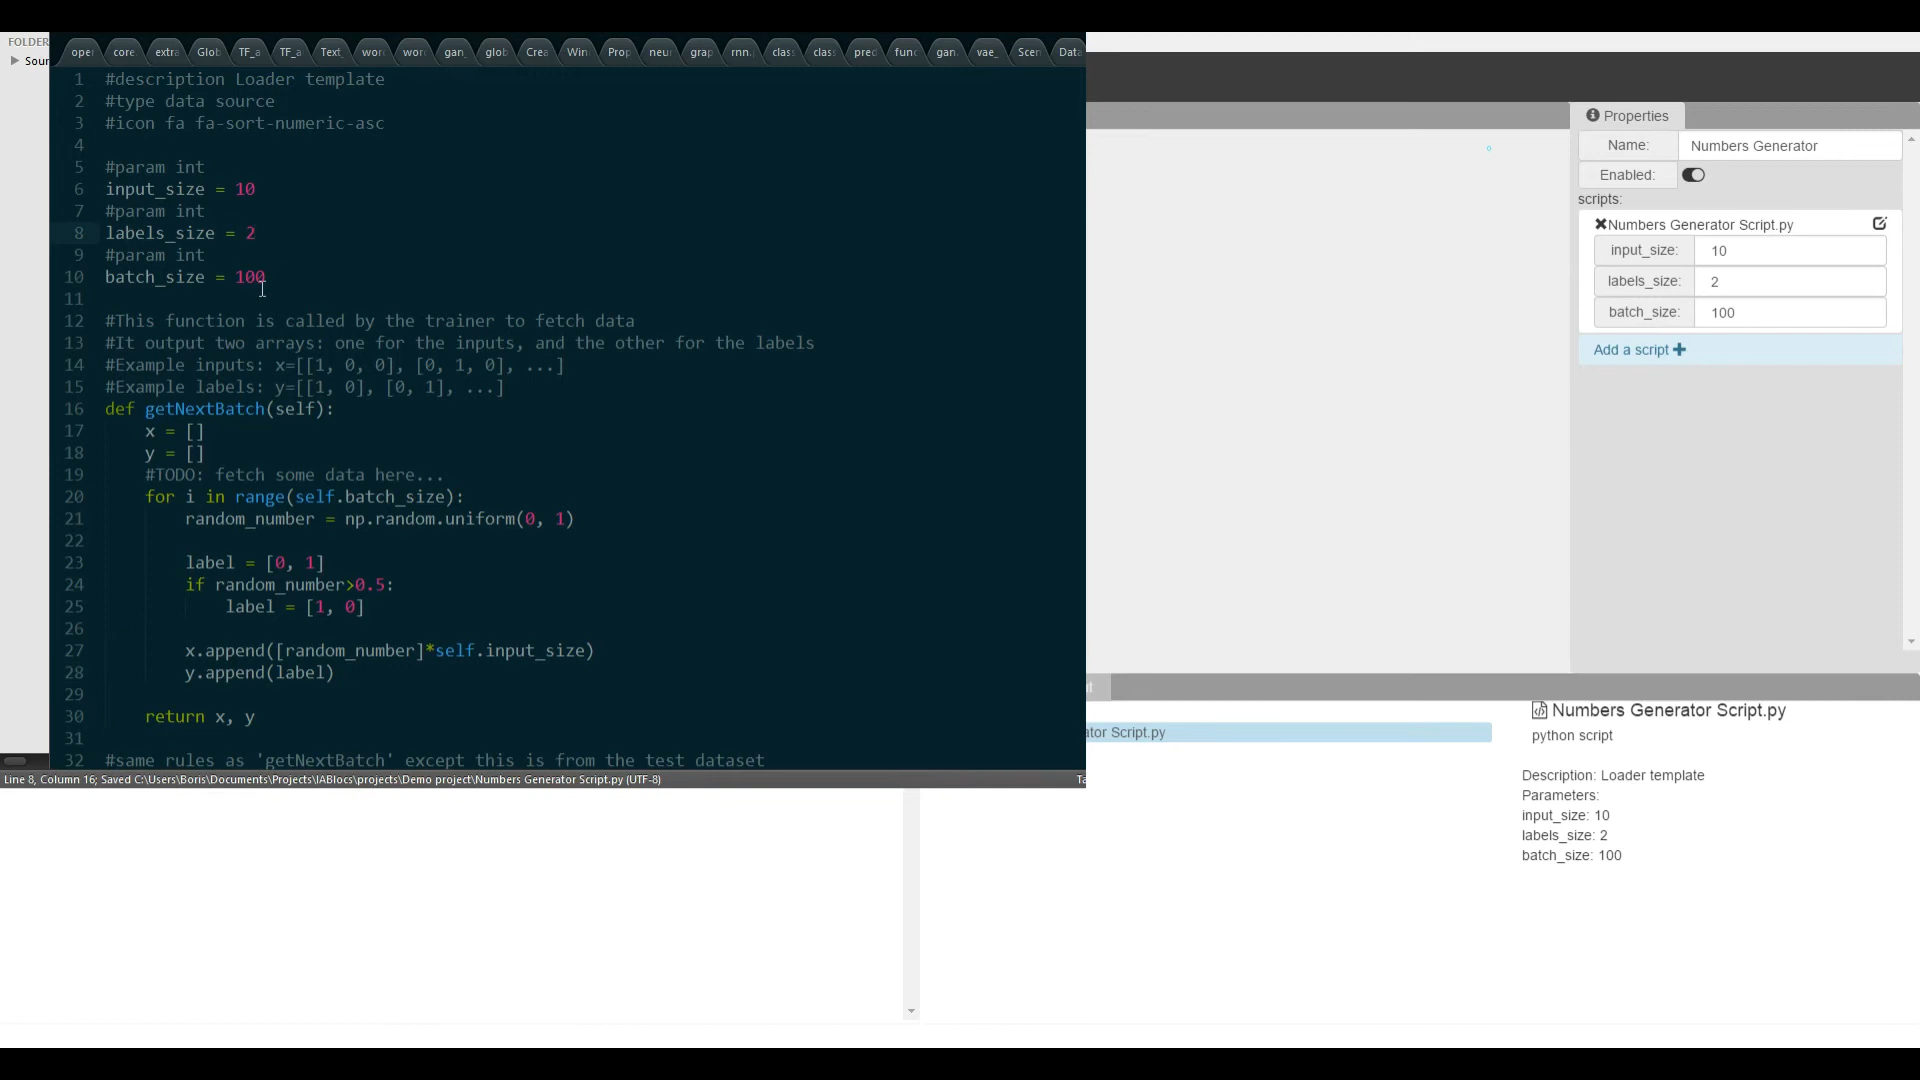 FOLDER
Sour
oper
core
extra
Glob
TF_a
TF_a
Text_
word
word
gan_
glob
Crea
Win
Prop
neur
grap
rnn.
class
class
pred
func
gan.
vae_
Scen
Data
1 #description Loader template
2 #type data source
3 #icon fa fa-sort-numeric-asc
4
5 #param int
6 input_size = 10
7 #param int
8 labels_size = 2
9 #param int
10 batch_size = 100
11
12 #This function is called by the trainer to fetch data
13 #It output two arrays: one for the inputs, and the other for the labels
14 #Example inputs: x=[[1, 0, 0], [0, 1, 0], ...]
15 #Example labels: y=[[1, 0], [0, 1], ...]
16 def getNextBatch(self):
17 x = []
18 y = []
19 #TODO: fetch some data here...
20 for i in range(self.batch_size):
21 random_number = np.random.uniform(0, 1)
22
23 label = [0, 1]
24 if random_number>0.5:
25 label = [1, 0]
26
27 x.append([random_number]*self.input_size)
28 y.append(label)
29
30 return x, y
31
32 #same rules as 'getNextBatch' except this is from the test dataset
Line 8, Column 16; Saved C:\Users\Boris\Documents\Projects\IABlocs\projects\Demo project\Numbers Generator Script.py (UTF-8)
Ta
Properties
Name: Numbers Generator
Enabled:
scripts:
Numbers Generator Script.py
input_size: 10
labels_size: 2
batch_size: 100
Add a script
ator Script.py
Numbers Generator Script.py
python script
Description: Loader template
Parameters:
input_size: 10
labels_size: 2
batch_size: 100